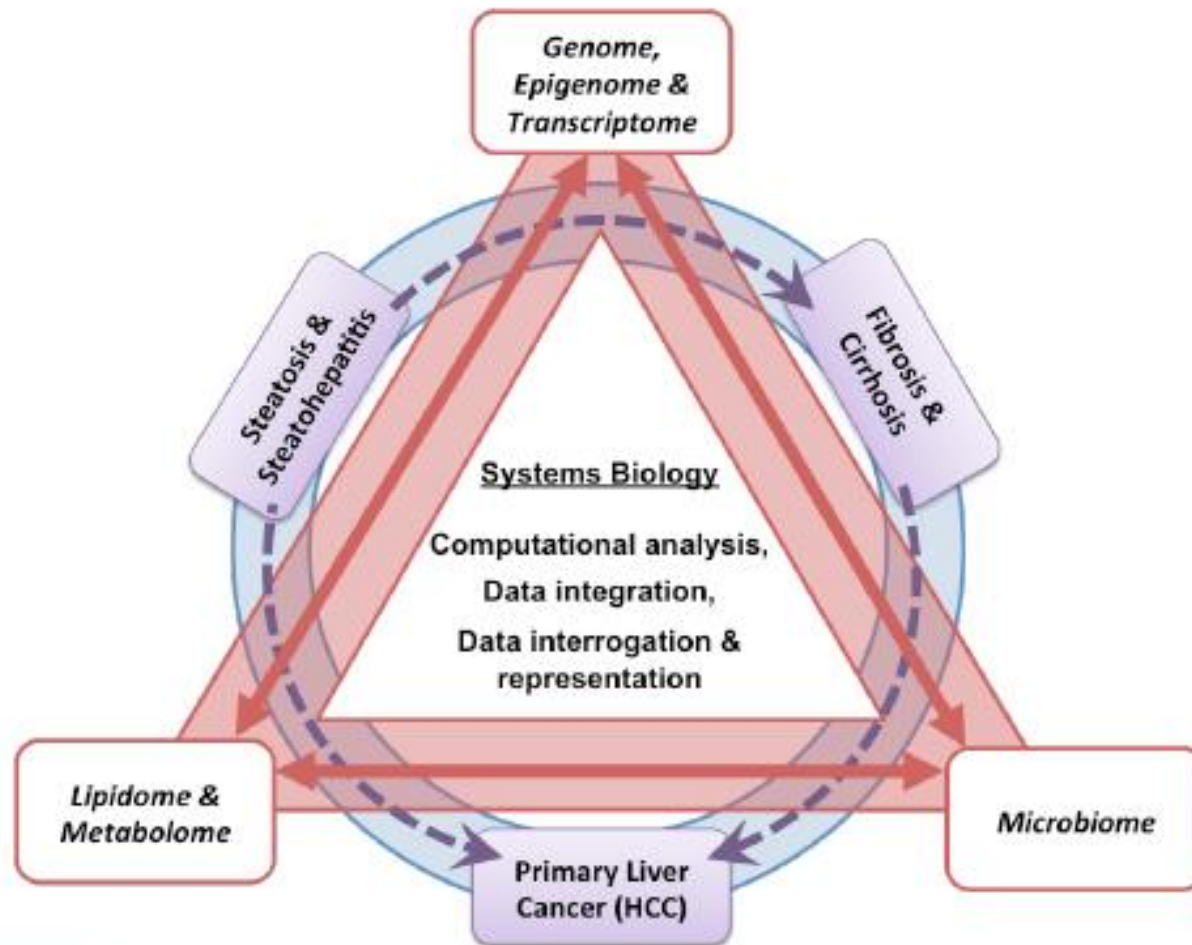 Genome,
Epigenome &
Transcriptome
Steatosis &
Steatohepatitis
Fibrosis &
Cirrhosis
Systems Biology
Computational analysis,
Data integration,
Data interrogation &
representation
Lipidome &
Metabolome
Microbiome
Primary Liver
Cancer (HCC)